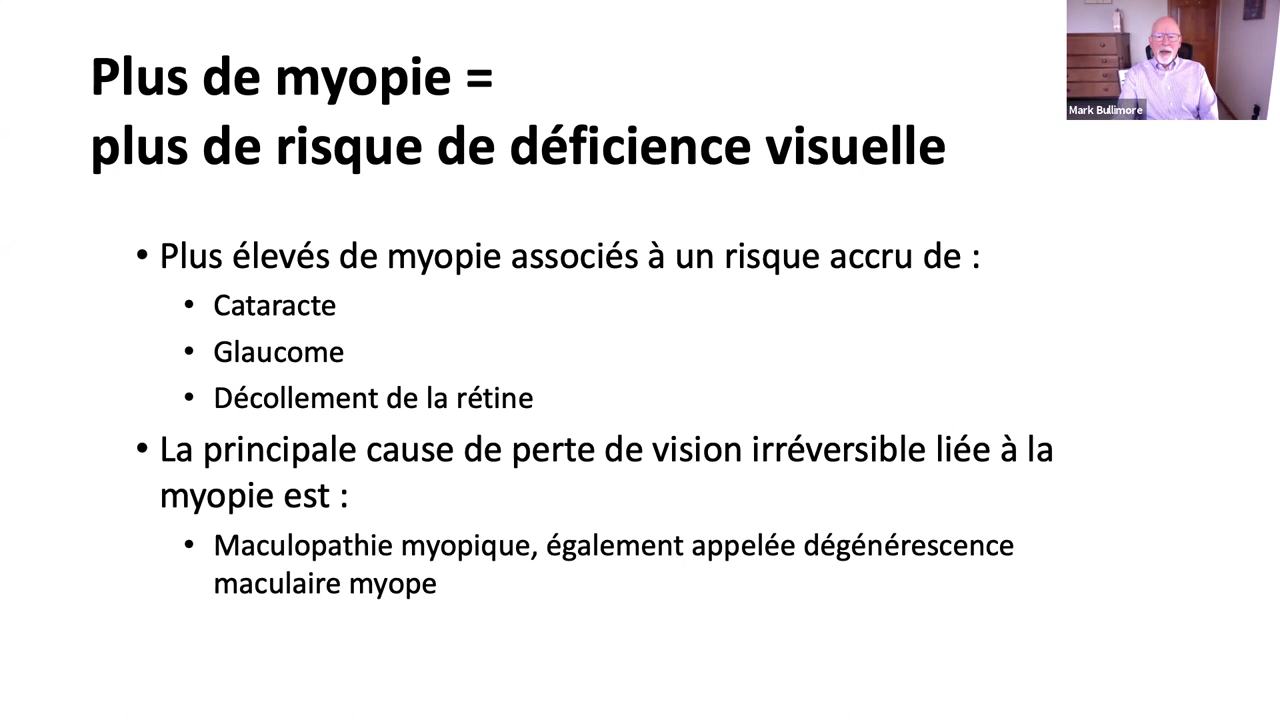 Plus de myopie =
plus de risque de déficience visuelle
Mark Bullimore
• Plus élevés de myopie associés à un risque accru de :
• Cataracte
• Glaucome
• Décollement de la rétine
• La principale cause de perte de vision irréversible liée à la
myopie est :
• Maculopathie myopique, également appelée dégénérescence
maculaire myope